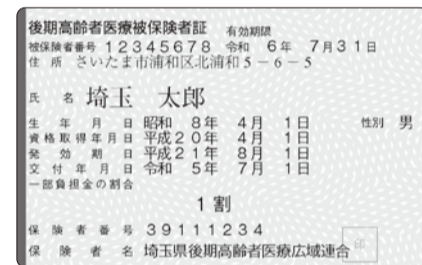 後期高齢者医療被保険者証 有効期限
被保険者番号 12345678 令和 6年 7月31日
住所 さいたま市浦和区北浦和5-6-5
氏名 埼玉 太郎
生年月日 昭和 8年 4月 1日 性別 男
資格取得年月日 平成20年 4月 1日
発効期日 平成21年 8月 1日
交付年月日 令和 5年 7月 1日
一部負担金の割合
1割
保険者番号 39111234
保険者名 埼玉県後期高齢者医療広域連合 印